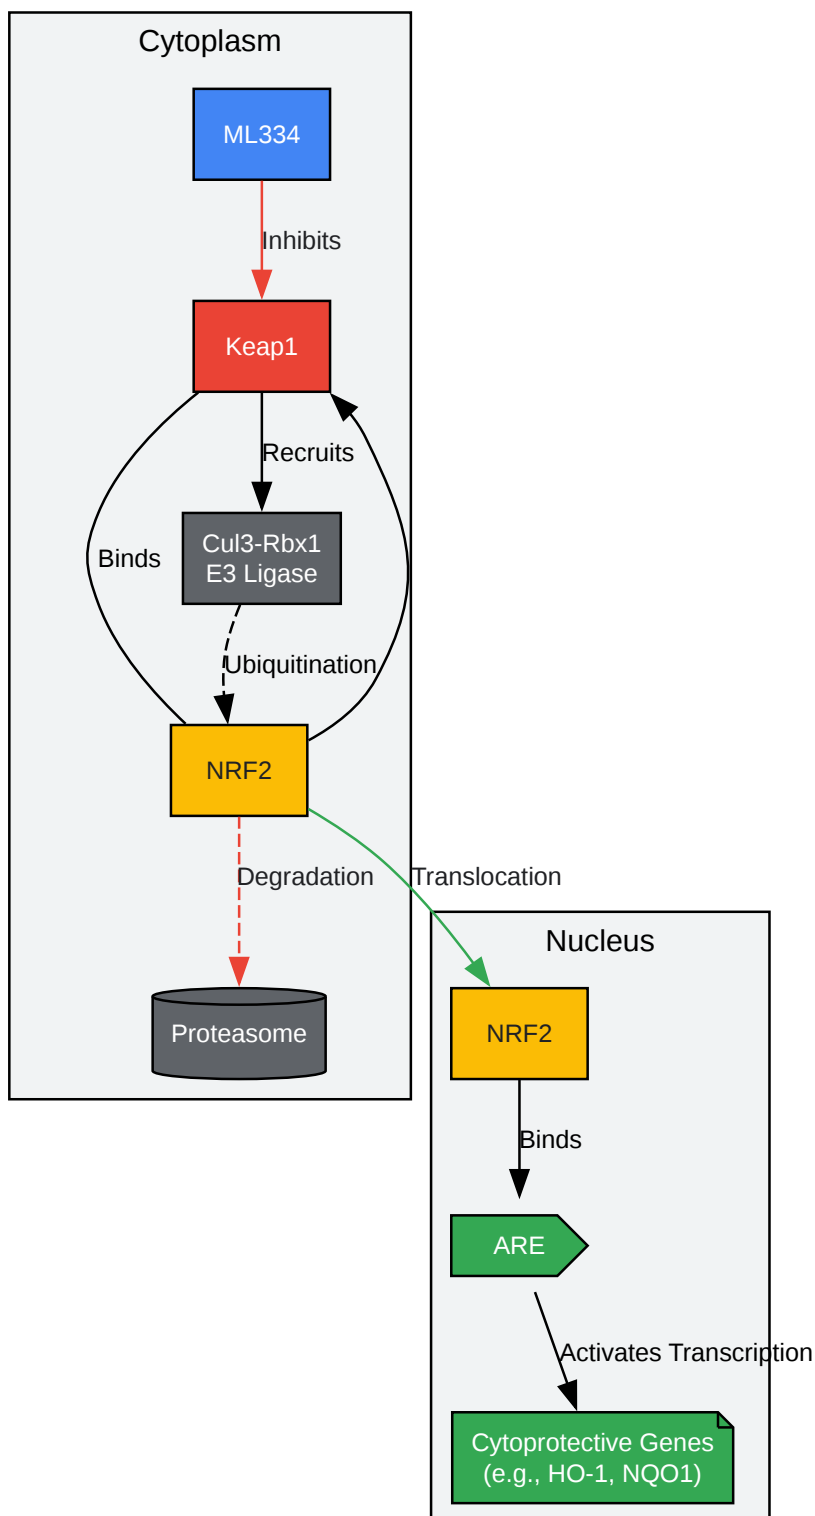 Cytoplasm
ML334
Inhibits
Keap1
Recruits
Cul3-Rbx1
E3 Ligase
Binds
Ubiquitination
NRF2
Degradation
Translocation
Proteasome
Nucleus
NRF2
Binds
ARE
Activates Transcription
Cytoprotective Genes
(e.g., HO-1, NQO1)